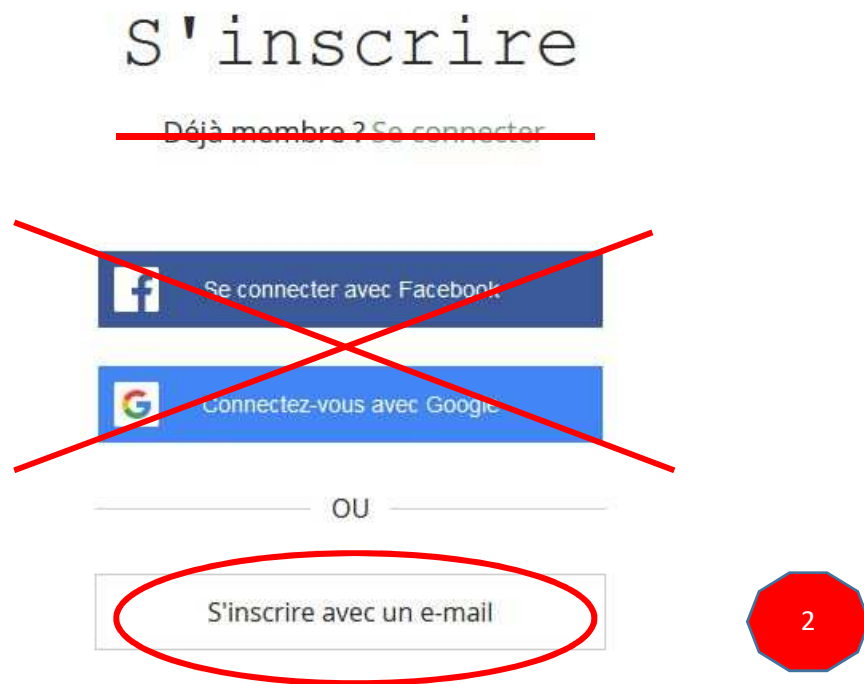 S'inscrire
Déjà membre ? Se connecter
Se connecter avec Facebook
Connectez-vous avec Google
OU
S'inscrire avec un e-mail
2